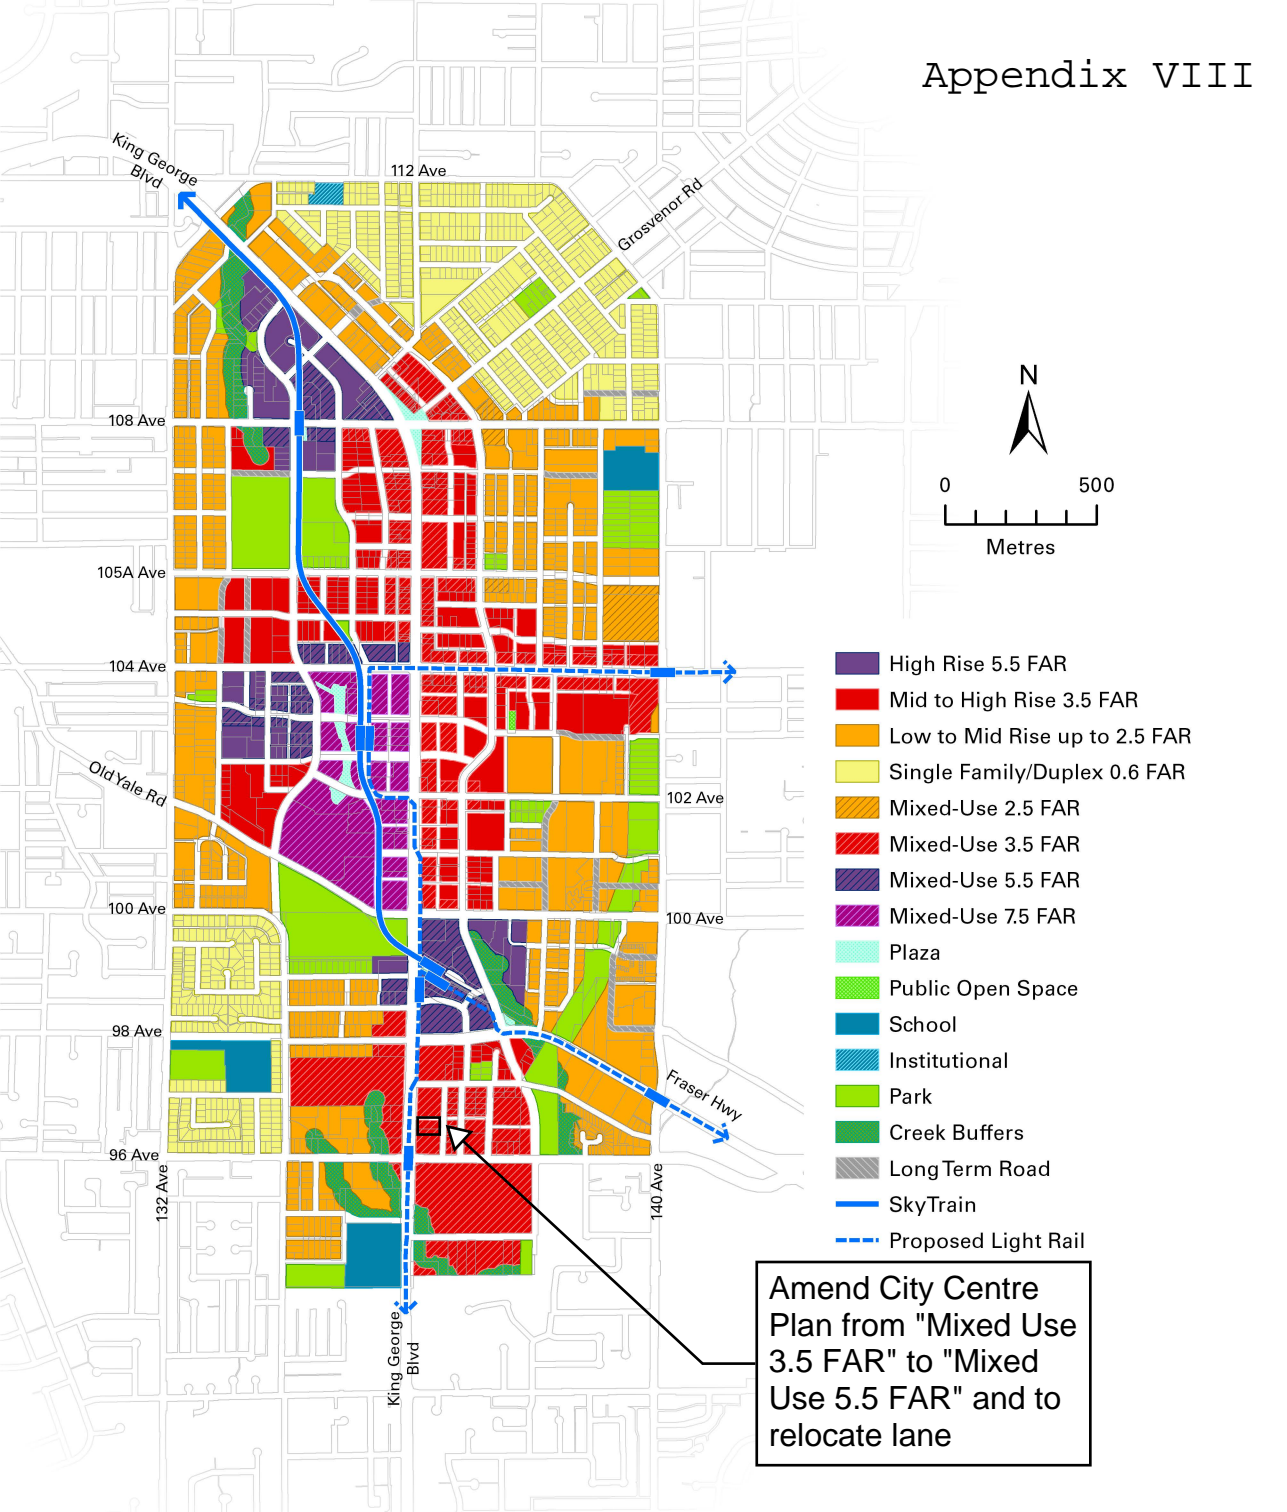 Appendix VIII
King George
Blvd
112 Ave
Grosvenor Rd
N
108 Ave
0 500
Metres
105A Ave
104 Ave
High Rise 5.5 FAR
Mid to High Rise 3.5 FAR
Low to Mid Rise up to 2.5 FAR
Single Family/Duplex 0.6 FAR
Mixed-Use 2.5 FAR
Mixed-Use 3.5 FAR
Mixed-Use 5.5 FAR
Mixed-Use 7.5 FAR
Plaza
Public Open Space
School
Institutional
Park
Creek Buffers
Long Term Road
SkyTrain
Proposed Light Rail
Old Yale Rd
102 Ave
100 Ave
100 Ave
98 Ave
Fraser Hwy
96 Ave
132 Ave
140 Ave
King George
Blvd
Amend City Centre
Plan from "Mixed Use
3.5 FAR" to "Mixed
Use 5.5 FAR" and to
relocate lane